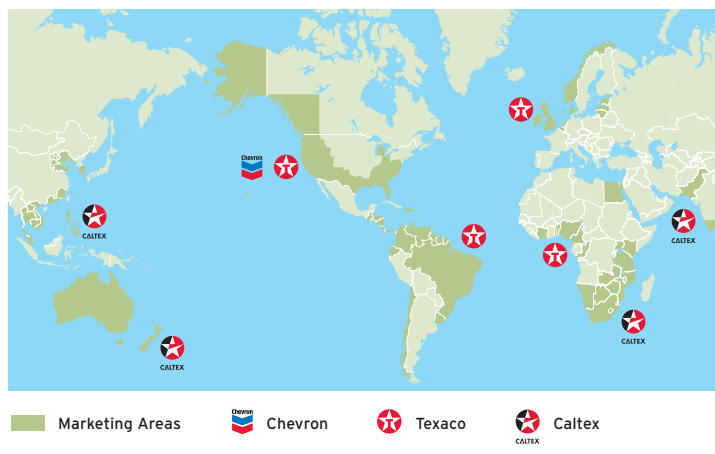 Chevron
T
T
CALTEX
T
T
CALTEX
CALTEX
CALTEX
Marketing Areas
Chevron
Chevron
T
Texaco
CALTEX
Caltex